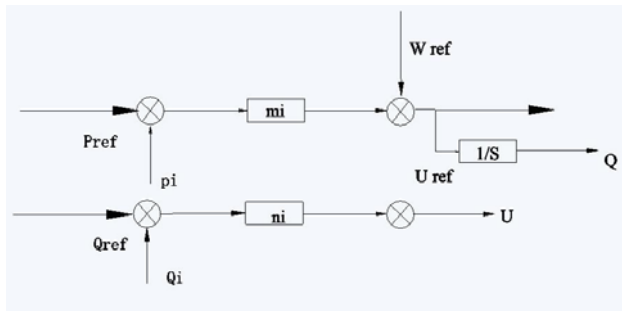 W ref
mi
Pref
1/S
Q
pi
U ref
ni
U
Qref
Qi